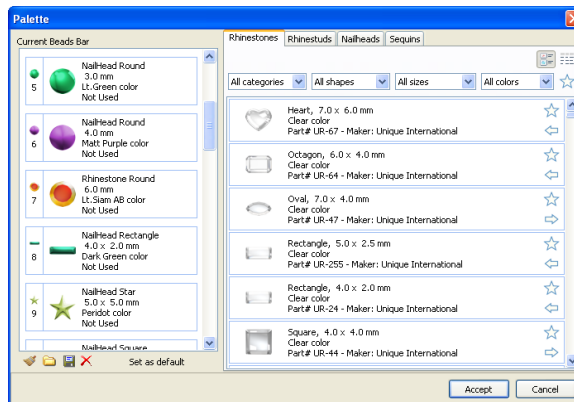 Palette
Current Beads Bar
5
NailHead Round
3.0 mm
Lt.Green color
Not Used
6
NailHead Round
4.0 mm
Matt Purple color
Not Used
7
Rhinestone Round
6.0 mm
Lt.Siam AB color
Not Used
8
NailHead Rectangle
4.0 x 2.0 mm
Dark Green color
Not Used
9
NailHead Star
5.0 x 5.0 mm
Peridot color
Not Used
NailHead Square
Set as default
Rhinestones Rhinestuds Nailheads Sequins
All categories All shapes All sizes All colors
Heart, 7.0 x 6.0 mm
Clear color
Part# UR-67 - Maker: Unique International
Octagon, 6.0 x 4.0 mm
Clear color
Part# UR-64 - Maker: Unique International
Oval, 7.0 x 4.0 mm
Clear color
Part# UR-47 - Maker: Unique International
Rectangle, 5.0 x 2.5 mm
Clear color
Part# UR-255 - Maker: Unique International
Rectangle, 4.0 x 2.0 mm
Clear color
Part# UR-24 - Maker: Unique International
Square, 4.0 x 4.0 mm
Clear color
Part# UR-44 - Maker: Unique International
Accept Cancel